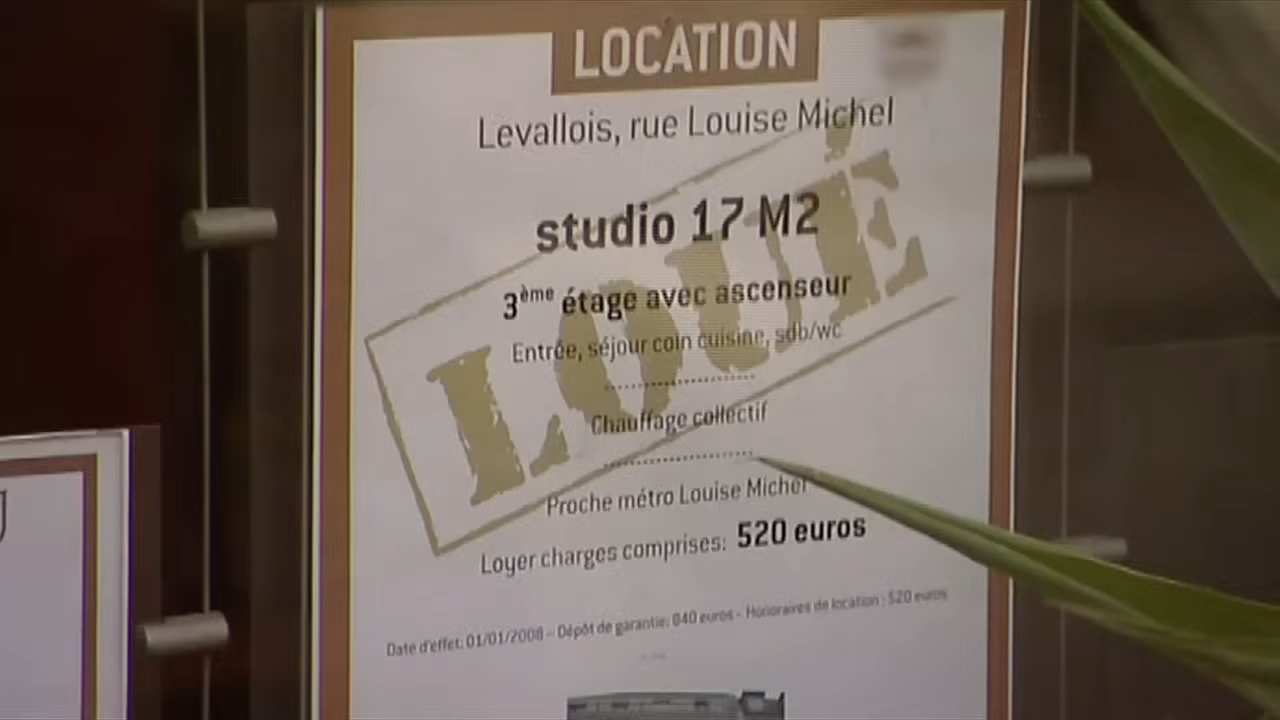 LOCATION
Levallois, rue Louise Michel
studio 17 M2
3ème étage avec ascenseur
Entrée, séjour coin cuisine, sdb/wc
LOUÉ
Chauffage collectif
Proche métro Louise Michel
Loyer charges comprises: 520 euros
Date d'effet: 01/01/2008 - Dépôt de garantie: 840 euros - Honoraires de location : 520 euros